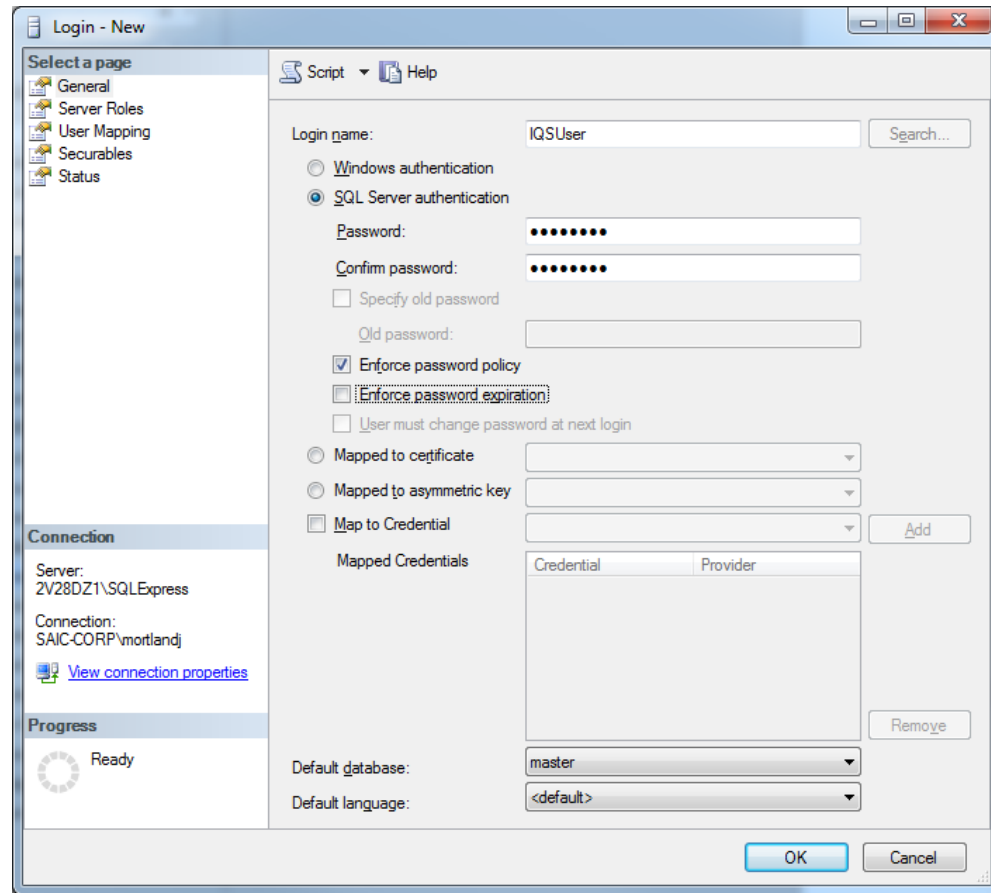 Login - New
Select a page
General
Server Roles
User Mapping
Securables
Status
Script Help
Login name: IQSUser Search...
Windows authentication
SQL Server authentication
Password: ●●●●●●●●
Confirm password: ●●●●●●●●
Specify old password
Old password:
Enforce password policy
Enforce password expiration
User must change password at next login
Mapped to certificate
Mapped to asymmetric key
Map to Credential Add
Mapped Credentials Credential Provider
Remove
Default database: master
Default language: <default>
Connection
Server:
2V28DZ1\SQLExpress
Connection:
SAIC-CORP\mortlandj
View connection properties
Progress
Ready
OK Cancel